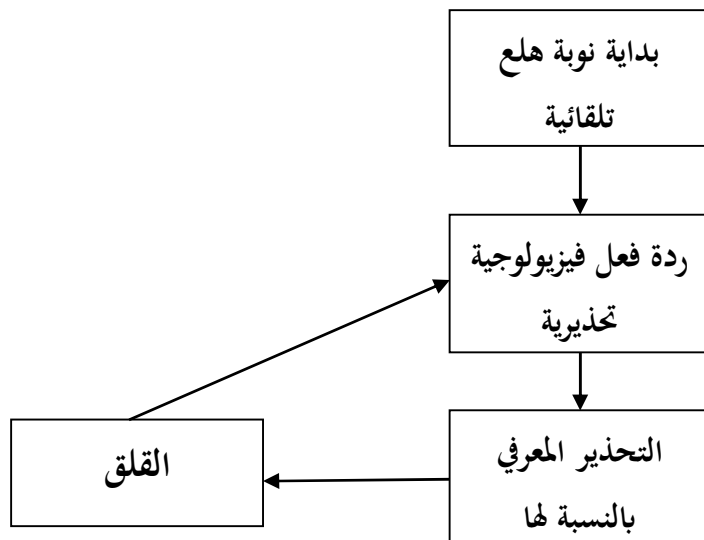 بداية نوبة هلع
تلقائية
ردة فعل فيزيولوجية
تحذيرية
التحذير المعرفي
بالنسبة لها
القلق